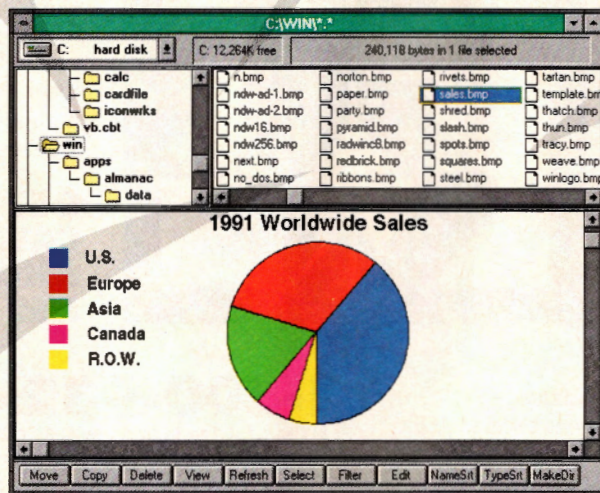 C:\WIN\*.*
C: hard disk
C: 12,264K free
240,118 bytes in 1 file selected
calc
cardfile
iconwrks
vb.cbt
win
apps
almanac
data
n.bmp
ndw-ad-1.bmp
ndw-ad-2.bmp
ndw16.bmp
ndw256.bmp
next.bmp
no_dos.bmp
norton.bmp
paper.bmp
party.bmp
pyramid.bmp
radwinc8.bmp
redbrick.bmp
ribbons.bmp
rivets.bmp
sales.bmp
shred.bmp
slash.bmp
spots.bmp
squares.bmp
steel.bmp
tartan.bmp
template.bm
thatch.bmp
thun.bmp
tracy.bmp
weave.bmp
winlogo.bmp
1991 Worldwide Sales
U.S.
Europe
Asia
Canada
R.O.W.
Move Copy Delete View Refresh Select Filter Edit NameSrt TypeSrt MakeDir